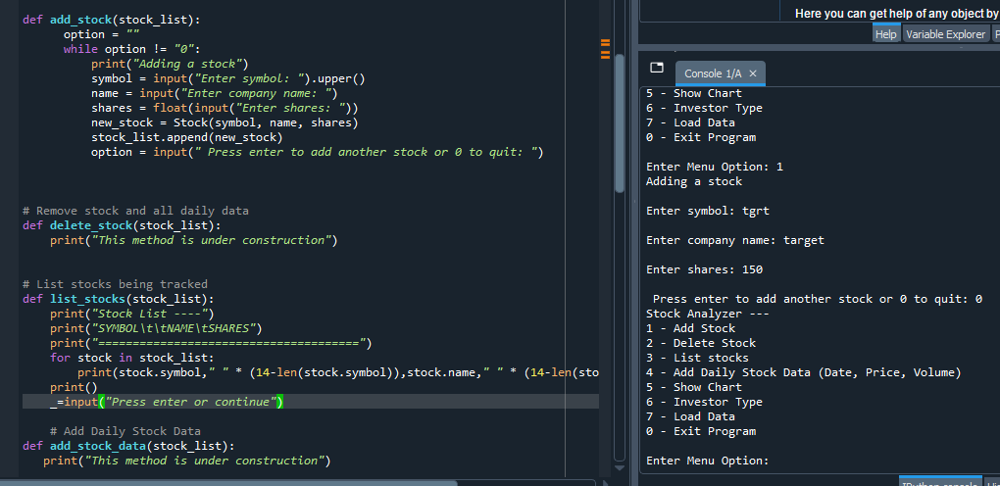 def add_stock(stock_list):
option = ""
while option != "0":
print("Adding a stock")
symbol = input("Enter symbol: ").upper()
name = input("Enter company name: ")
shares = float(input("Enter shares: "))
new_stock = Stock(symbol, name, shares)
stock_list.append(new_stock)
option = input(" Press enter to add another stock or 0 to quit: ")
# Remove stock and all daily data
def delete_stock(stock_list):
print("This method is under construction")
# List stocks being tracked
def list_stocks(stock_list):
print("Stock List ----")
print("SYMBOL\t\tNAME\tSHARES")
print("======================================")
for stock in stock_list:
print(stock.symbol," " * (14-len(stock.symbol)),stock.name," " * (14-len(sto
print()
_=input("Press enter or continue")
# Add Daily Stock Data
def add_stock_data(stock_list):
print("This method is under construction")
Here you can get help of any object by
Help
Variable Explorer
Console 1/A ×
5 - Show Chart
6 - Investor Type
7 - Load Data
0 - Exit Program
Enter Menu Option: 1
Adding a stock
Enter symbol: tgrt
Enter company name: target
Enter shares: 150
Press enter to add another stock or 0 to quit: 0
Stock Analyzer ---
1 - Add Stock
2 - Delete Stock
3 - List stocks
4 - Add Daily Stock Data (Date, Price, Volume)
5 - Show Chart
6 - Investor Type
7 - Load Data
0 - Exit Program
Enter Menu Option: